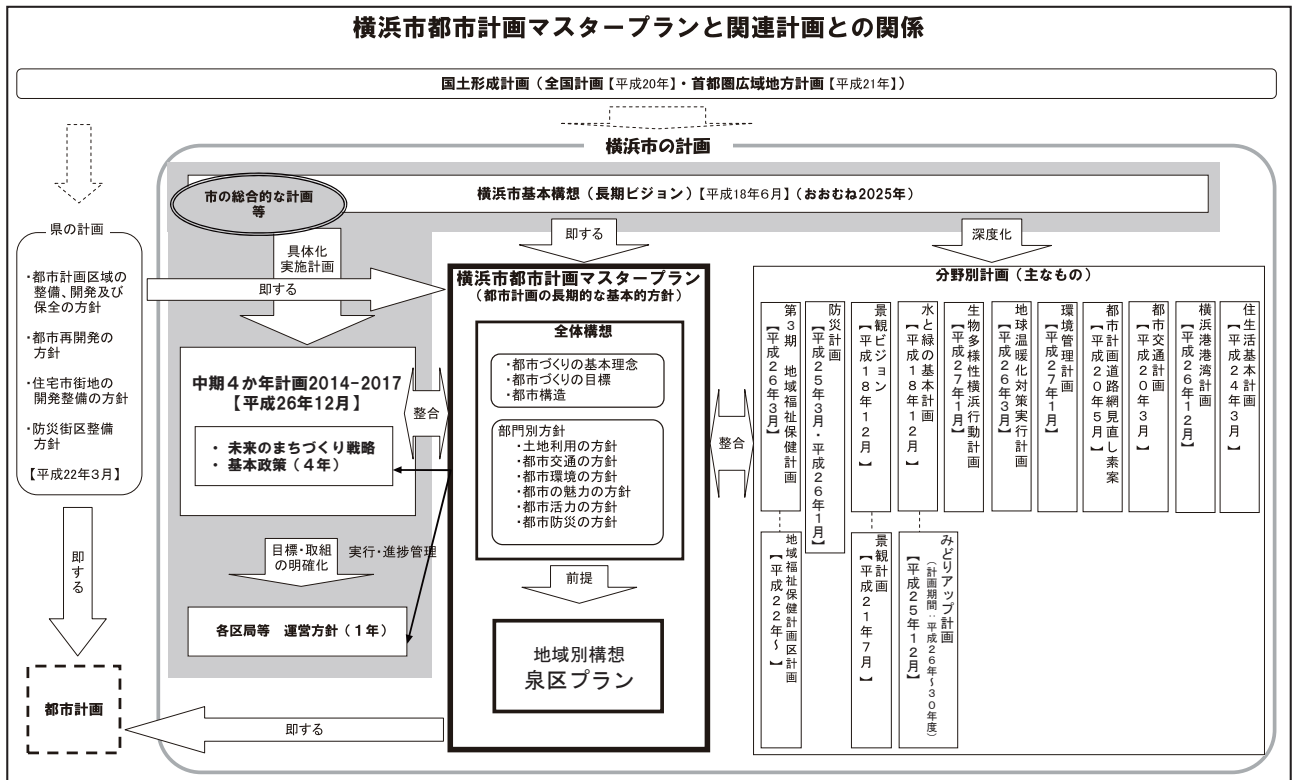 横浜市都市計画マスタープランと関連計画との関係
国土形成計画（全国計画【平成20年】・首都圏広域地方計画【平成21年】）
横浜市の計画
市の総合的な計画
等
横浜市基本構想（長期ビジョン）【平成18年6月】（おおむね2025年）
県の計画
・都市計画区域の
整備、開発及び
保全の方針
・都市再開発の
方針
・住宅市街地の
開発整備の方針
・防災街区整備
方針
【平成22年3月】
即する
都市計画
具体化
実施計画
即する
中期４か年計画2014-2017
【平成26年12月】
・ 未来のまちづくり戦略
・ 基本政策（４年）
整合
目標・取組
の明確化
実行・進捗管理
各区局等　運営方針（１年）
即する
即する
横浜市都市計画マスタープラン
（都市計画の長期的な基本的方針）
全体構想
・都市づくりの基本理念
・都市づくりの目標
・都市構造
部門別方針
・土地利用の方針
・都市交通の方針
・都市環境の方針
・都市の魅力の方針
・都市活力の方針
・都市防災の方針
前提
地域別構想
泉区プラン
整合
深度化
分野別計画（主なもの）
第３期　地域福祉保健計画
【平成２６年３月】
防災計画
【平成２５年３月・平成２６年１月】
景観ビジョン
【平成１８年１２月】
水と緑の基本計画
【平成１８年１２月】
生物多様性横浜行動計画
【平成２７年１月】
地球温暖化対策実行計画
【平成２６年３月】
環境管理計画
【平成２７年１月】
都市計画道路網見直し素案
【平成２０年５月】
都市交通計画
【平成２０年３月】
横浜港港湾計画
【平成２６年１２月】
住生活基本計画
【平成２４年３月】
地域福祉保健計画区計画
【平成２２年～】
景観計画
【平成２１年７月】
みどりアップ計画
（計画期間：平成２６年～３０年度）
【平成２５年１２月】